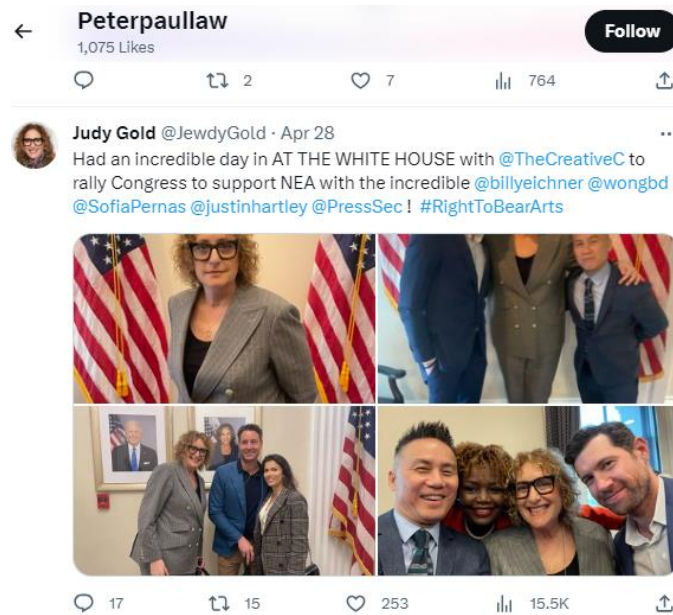 Peterpaullaw
1,075 Likes
Follow
2 7 764
Judy Gold @JewdyGold · Apr 28
Had an incredible day in AT THE WHITE HOUSE with @TheCreativeC to
rally Congress to support NEA with the incredible @billyeichner @wongbd
@SofiaPernas @justinhartley @PressSec ! #RightToBearArts
17 15 253 15.5K